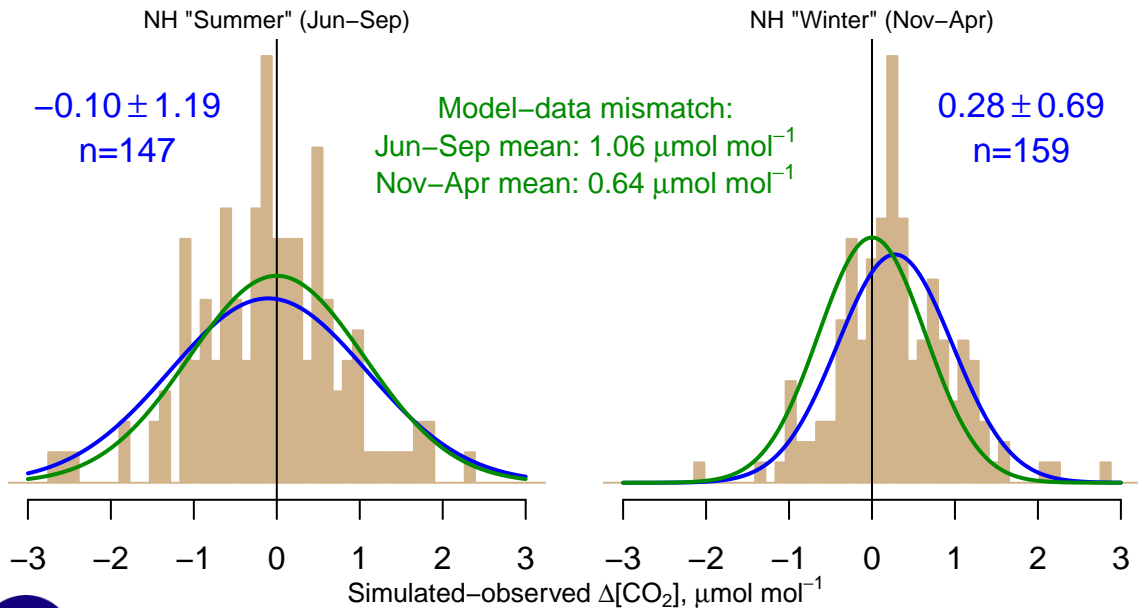 NH "Summer" (Jun−Sep)
NH "Winter" (Nov−Apr)
−0.10 ± 1.19
n=147
Model−data mismatch:
Jun−Sep mean: 1.06 μmol mol⁻¹
Nov−Apr mean: 0.64 μmol mol⁻¹
0.28 ± 0.69
n=159
−3 −2 −1 0 1 2 3
−3 −2 −1 0 1 2 3
Simulated−observed Δ[CO₂], μmol mol⁻¹